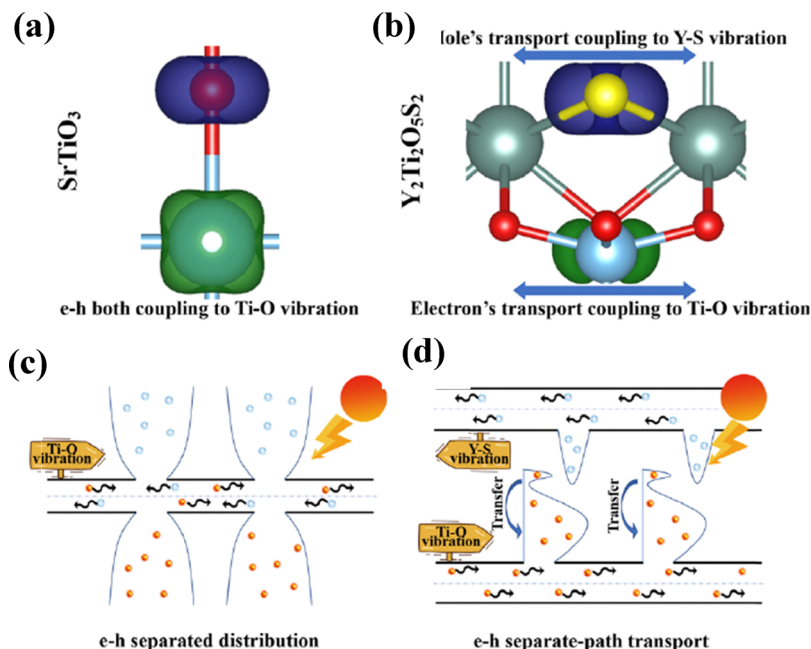 (a)
SrTiO3
e-h both coupling to Ti-O vibration
(b)
ole's transport coupling to Y-S vibration
Y2Ti2O5S2
Electron's transport coupling to Ti-O vibration
(c)
Ti-O
vibration
e-h separated distribution
(d)
Y-S
vibration
Transfer
Transfer
Ti-O
vibration
e-h separate-path transport